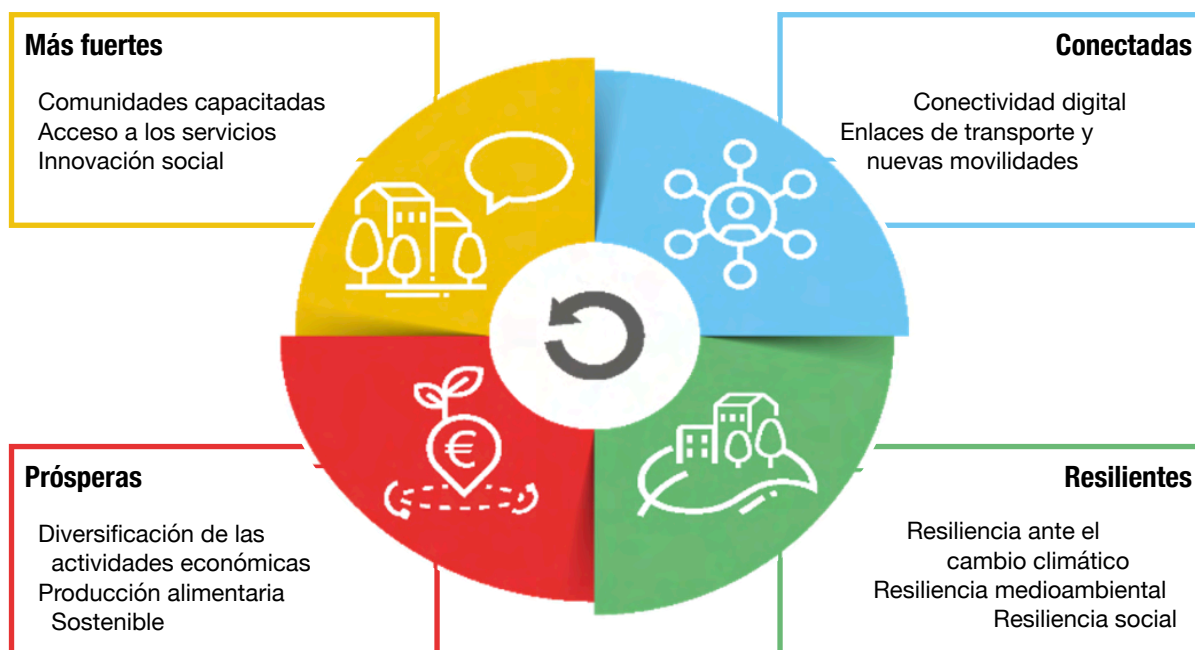 Más fuertes
Comunidades capacitadas
Acceso a los servicios
Innovación social
Conectadas
Conectividad digital
Enlaces de transporte y
nuevas movilidades
€
Prósperas
Diversificación de las
actividades económicas
Producción alimentaria
Sostenible
Resilientes
Resiliencia ante el
cambio climático
Resiliencia medioambiental
Resiliencia social